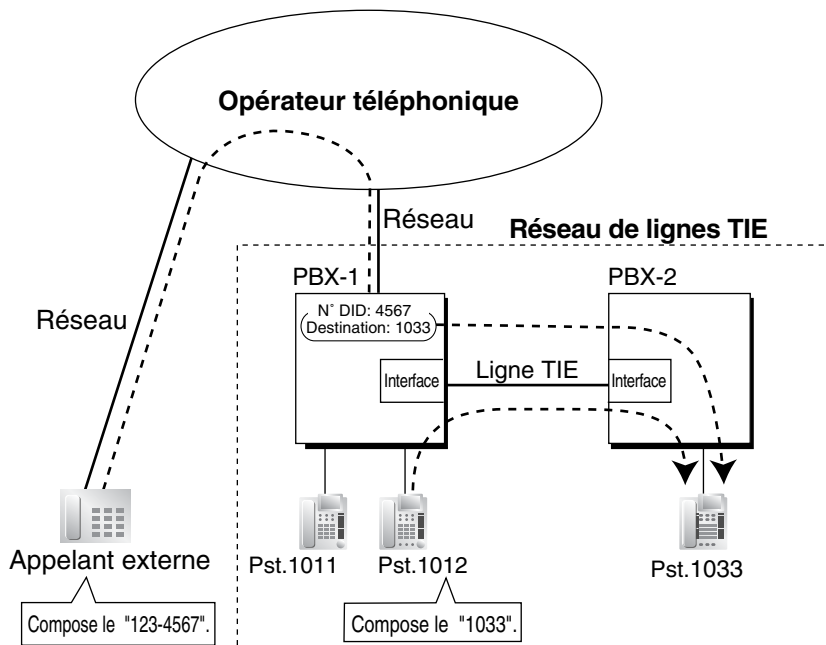 Opérateur téléphonique
Réseau
Réseau de lignes TIE
PBX-1
PBX-2
N° DID: 4567
Destination: 1033
Réseau
Interface
Ligne TIE
Interface
Appelant externe
Pst.1011
Pst.1012
Pst.1033
Compose le "123-4567".
Compose le "1033".